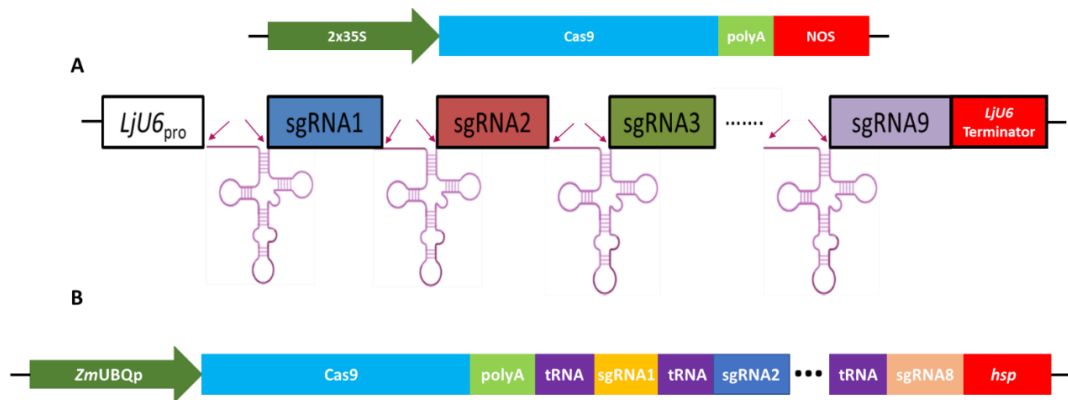 2x35S Cas9 polyA NOS
A
LjU6pro sgRNA1 sgRNA2 sgRNA3 ....... sgRNA9 LjU6
Terminator
B
ZmUBQp Cas9 polyA tRNA sgRNA1 tRNA sgRNA2 ••• tRNA sgRNA8 hsp